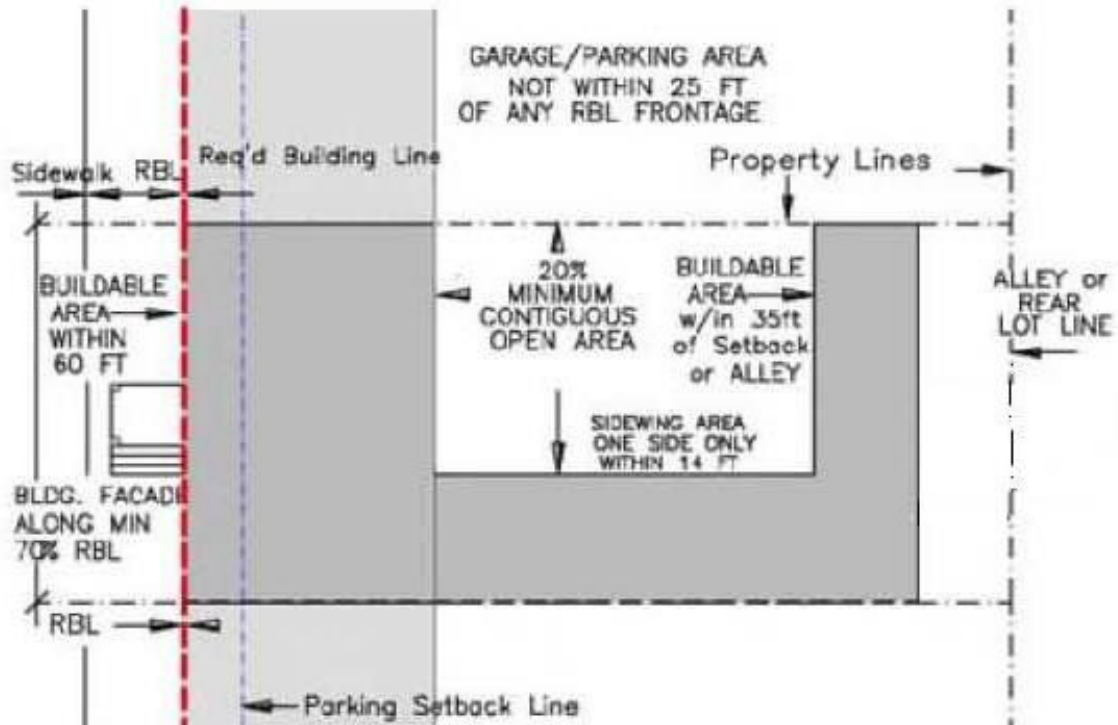 GARAGE/PARKING AREA
NOT WITHIN 25 FT
OF ANY RBL FRONTAGE
Sidewalk
RBL
Req'd Building Line
Property Lines
BUILDABLE
AREA
WITHIN
60 FT
20%
MINIMUM
CONTIGUOUS
OPEN AREA
BUILDABLE
AREA
w/in 35ft
of Setback
or ALLEY
ALLEY or
REAR
LOT LINE
SIDEWING AREA
ONE SIDE ONLY
WITHIN 14 FT
BLDG. FACADE
ALONG MIN
70% RBL
RBL
Parking Setback Line